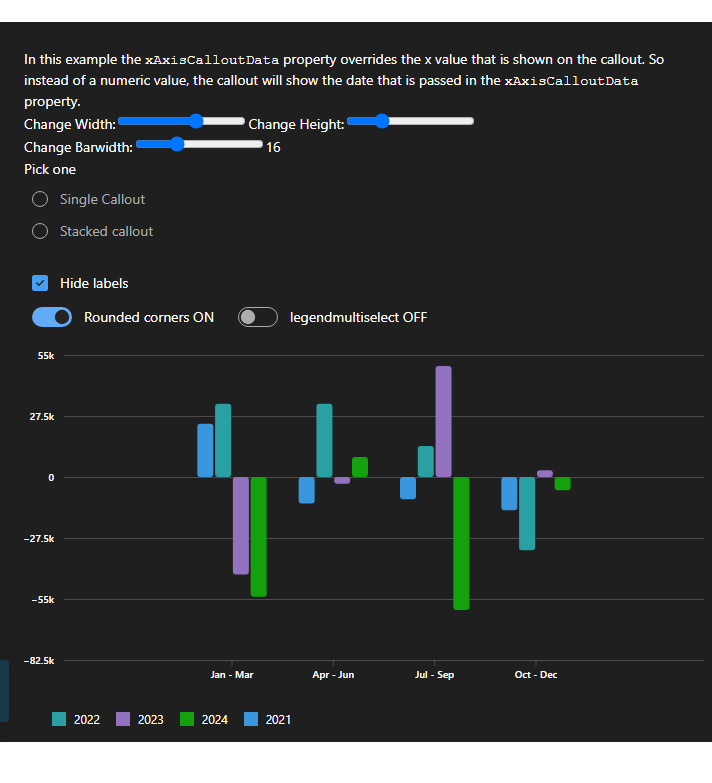 In this example the xAxisCalloutData property overrides the x value that is shown on the callout. So
instead of a numeric value, the callout will show the date that is passed in the xAxisCalloutData
property.
Change Width: Change Height:
Change Barwidth: 16
Pick one
Single Callout
Stacked callout
Hide labels
Rounded corners ON legendmultiselect OFF
55k
27.5k
0
−27.5k
−55k
−82.5k
Jan - Mar Apr - Jun Jul - Sep Oct - Dec
2022 2023 2024 2021